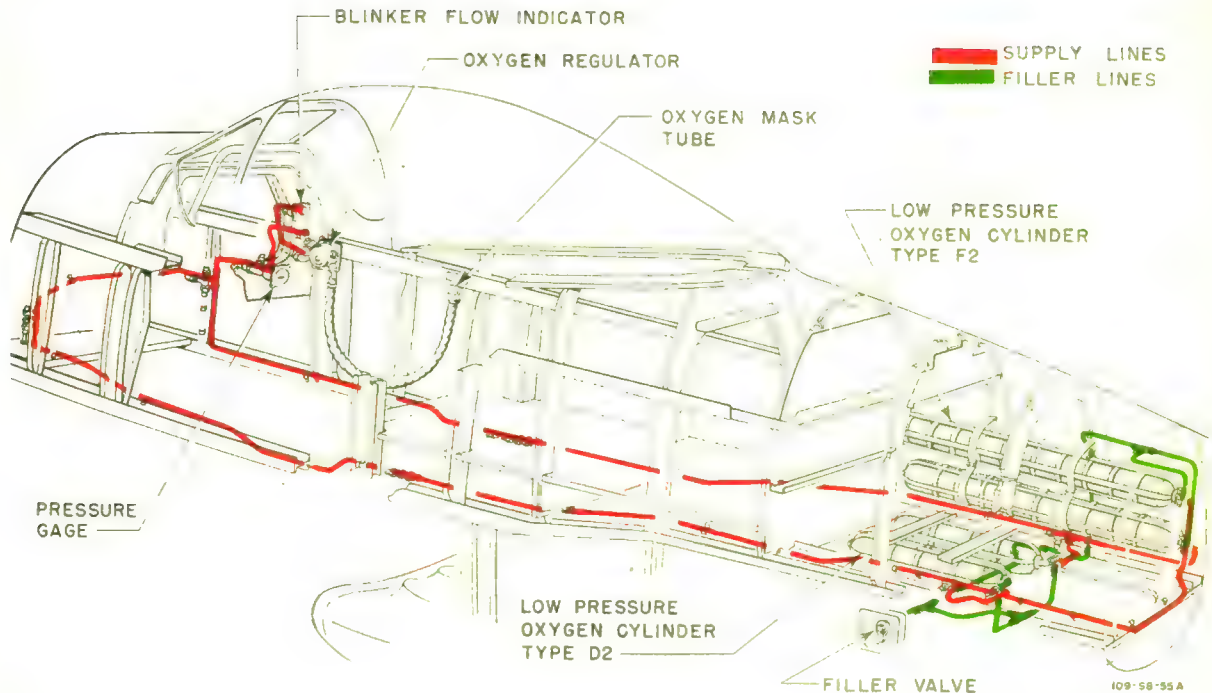 BLINKER FLOW INDICATOR
OXYGEN REGULATOR
SUPPLY LINES
FILLER LINES
OXYGEN MASK
TUBE
LOW PRESSURE
OXYGEN CYLINDER
TYPE F2
PRESSURE
GAGE
LOW PRESSURE
OXYGEN CYLINDER
TYPE D2
FILLER VALVE
109-58-55A